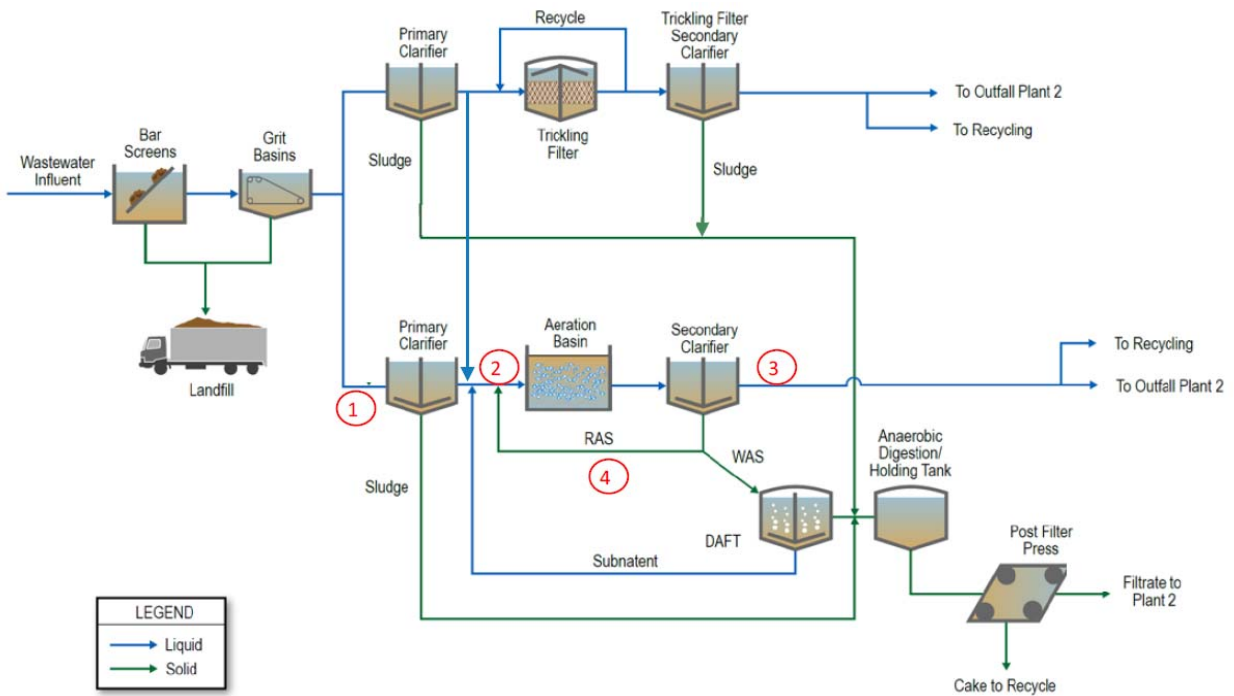 Recycle
Primary
Clarifier
Trickling Filter
Secondary
Clarifier
To Outfall Plant 2
To Recycling
Trickling
Filter
Bar
Screens
Grit
Basins
Wastewater
Influent
Sludge
Sludge
Landfill
Primary
Clarifier
Aeration
Basin
Secondary
Clarifier
To Recycling
To Outfall Plant 2
1
2
3
4
RAS
WAS
Anaerobic
Digestion/
Holding Tank
Sludge
DAFT
Subnatent
Post Filter
Press
Filtrate to
Plant 2
Cake to Recycle
LEGEND
Liquid
Solid